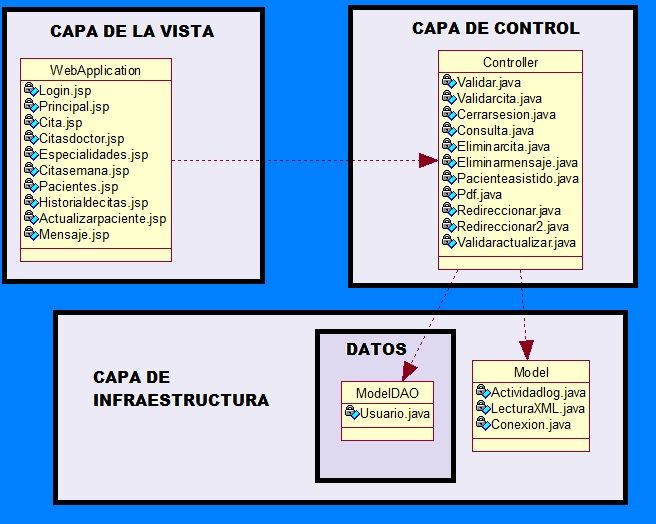 CAPA DE LA VISTA
WebApplication
Login.jsp
Principal.jsp
Cita.jsp
Citasdoctor.jsp
Especialidades.jsp
Citasemana.jsp
Pacientes.jsp
Historialdecitas.jsp
Actualizarpaciente.jsp
Mensaje.jsp
CAPA DE CONTROL
Controller
Validar.java
Validarcita.java
Cerrarsesion.java
Consulta.java
Eliminarcita.java
Eliminarmensaje.java
Pacienteasistido.java
Pdf.java
Redireccionar.java
Redireccionar2.java
Validaractualizar.java
CAPA DE
INFRAESTRUCTURA
DATOS
ModelDAO
Usuario.java
Model
Actividadlog.java
LecturaXML.java
Conexion.java